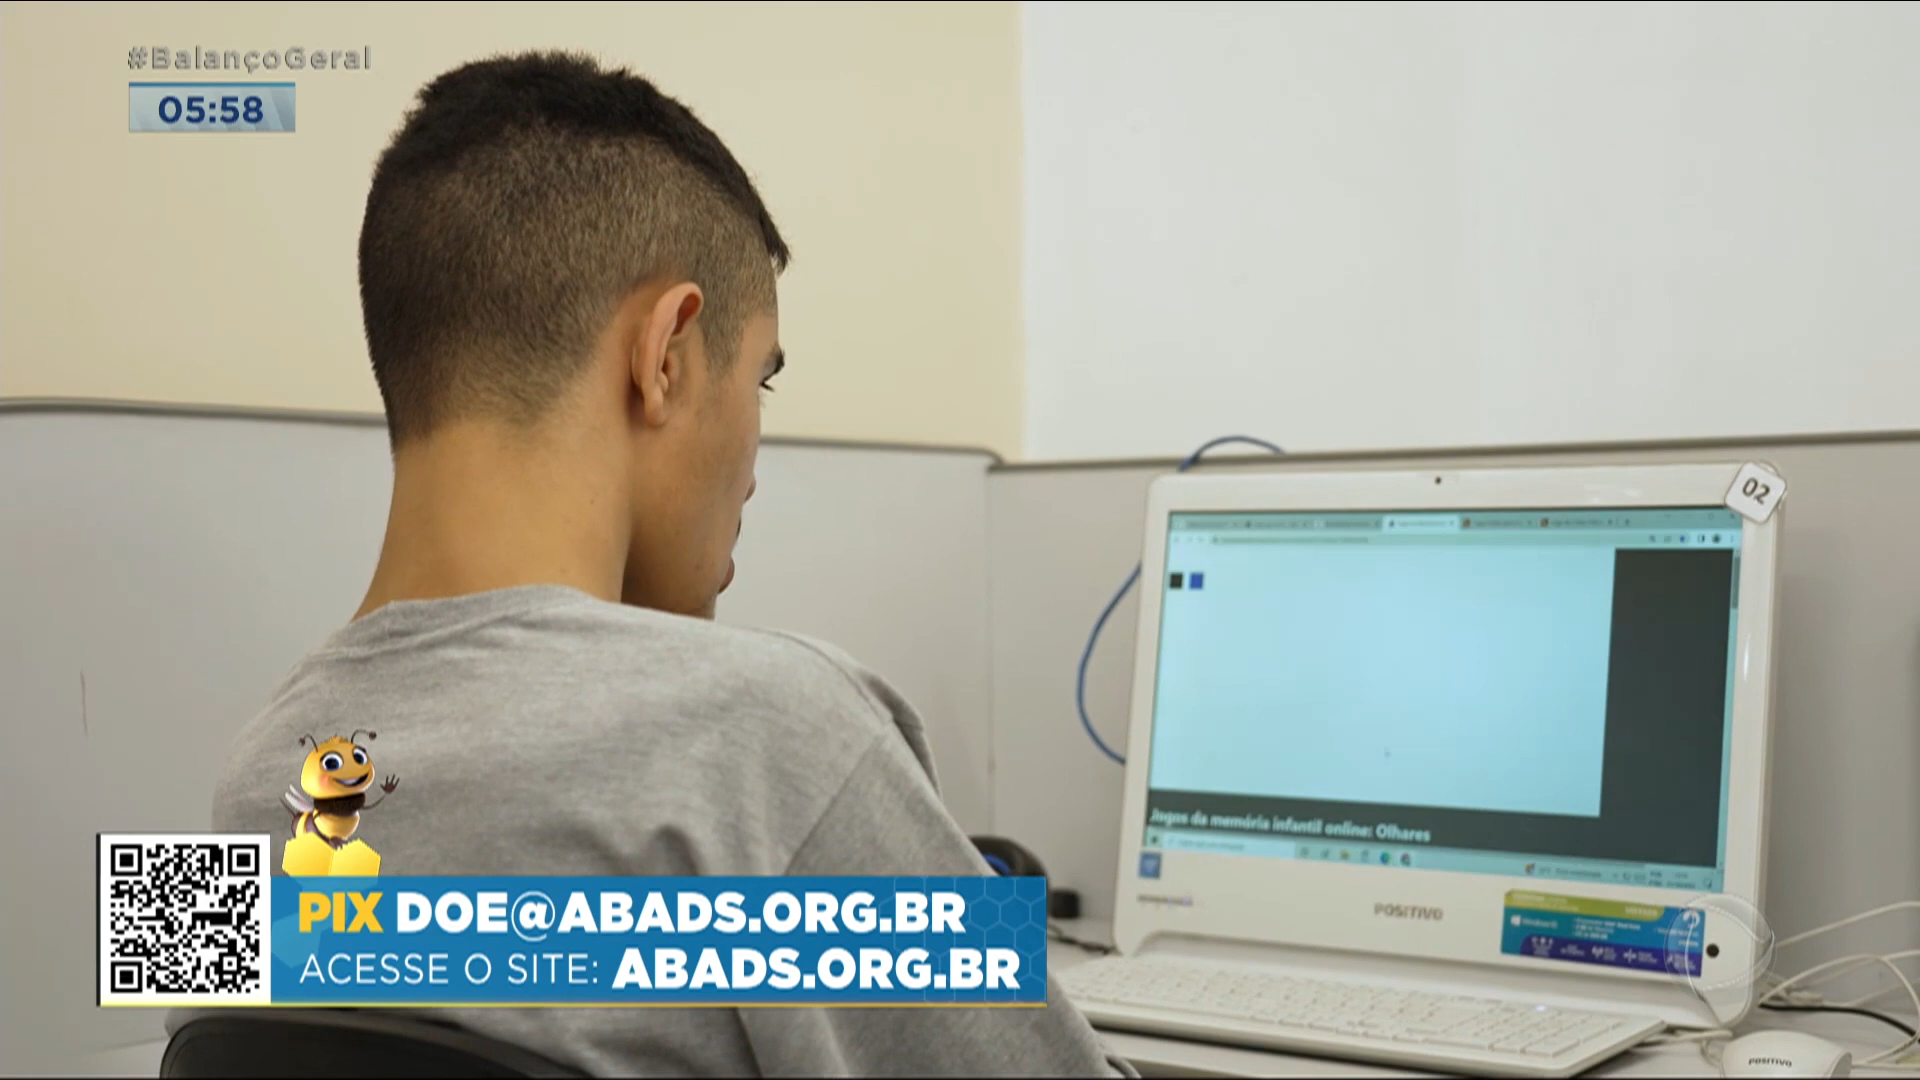 #BalançoGeral
05:58
02
Jogos da memória infantil online: Olhares
POSITIVO
PIX DOE@ABADS.ORG.BR
ACESSE O SITE: ABADS.ORG.BR
POSITIVO